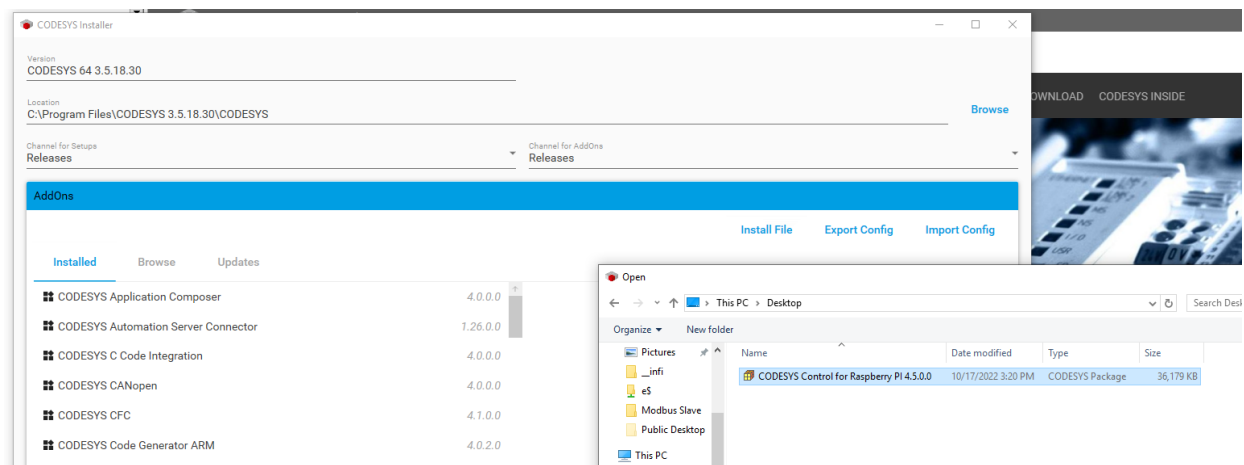 CODESYS Installer
Version
CODESYS 64 3.5.18.30
Location
C:\Program Files\CODESYS 3.5.18.30\CODESYS
Browse
Channel for Setups
Releases
Channel for AddOns
Releases
AddOns
Install File Export Config Import Config
Installed Browse Updates
CODESYS Application Composer 4.0.0.0
CODESYS Automation Server Connector 1.26.0.0
CODESYS C Code Integration 4.0.0.0
CODESYS CANopen 4.0.0.0
CODESYS CFC 4.1.0.0
CODESYS Code Generator ARM 4.0.2.0
OWNLOAD CODESYS INSIDE
Open
This PC > Desktop
Search Desk
Organize New folder
Name Date modified Type Size
CODESYS Control for Raspberry PI 4.5.0.0 10/17/2022 3:20 PM CODESYS Package 36,179 KB
Pictures
__infi
e$
Modbus Slave
Public Desktop
This PC